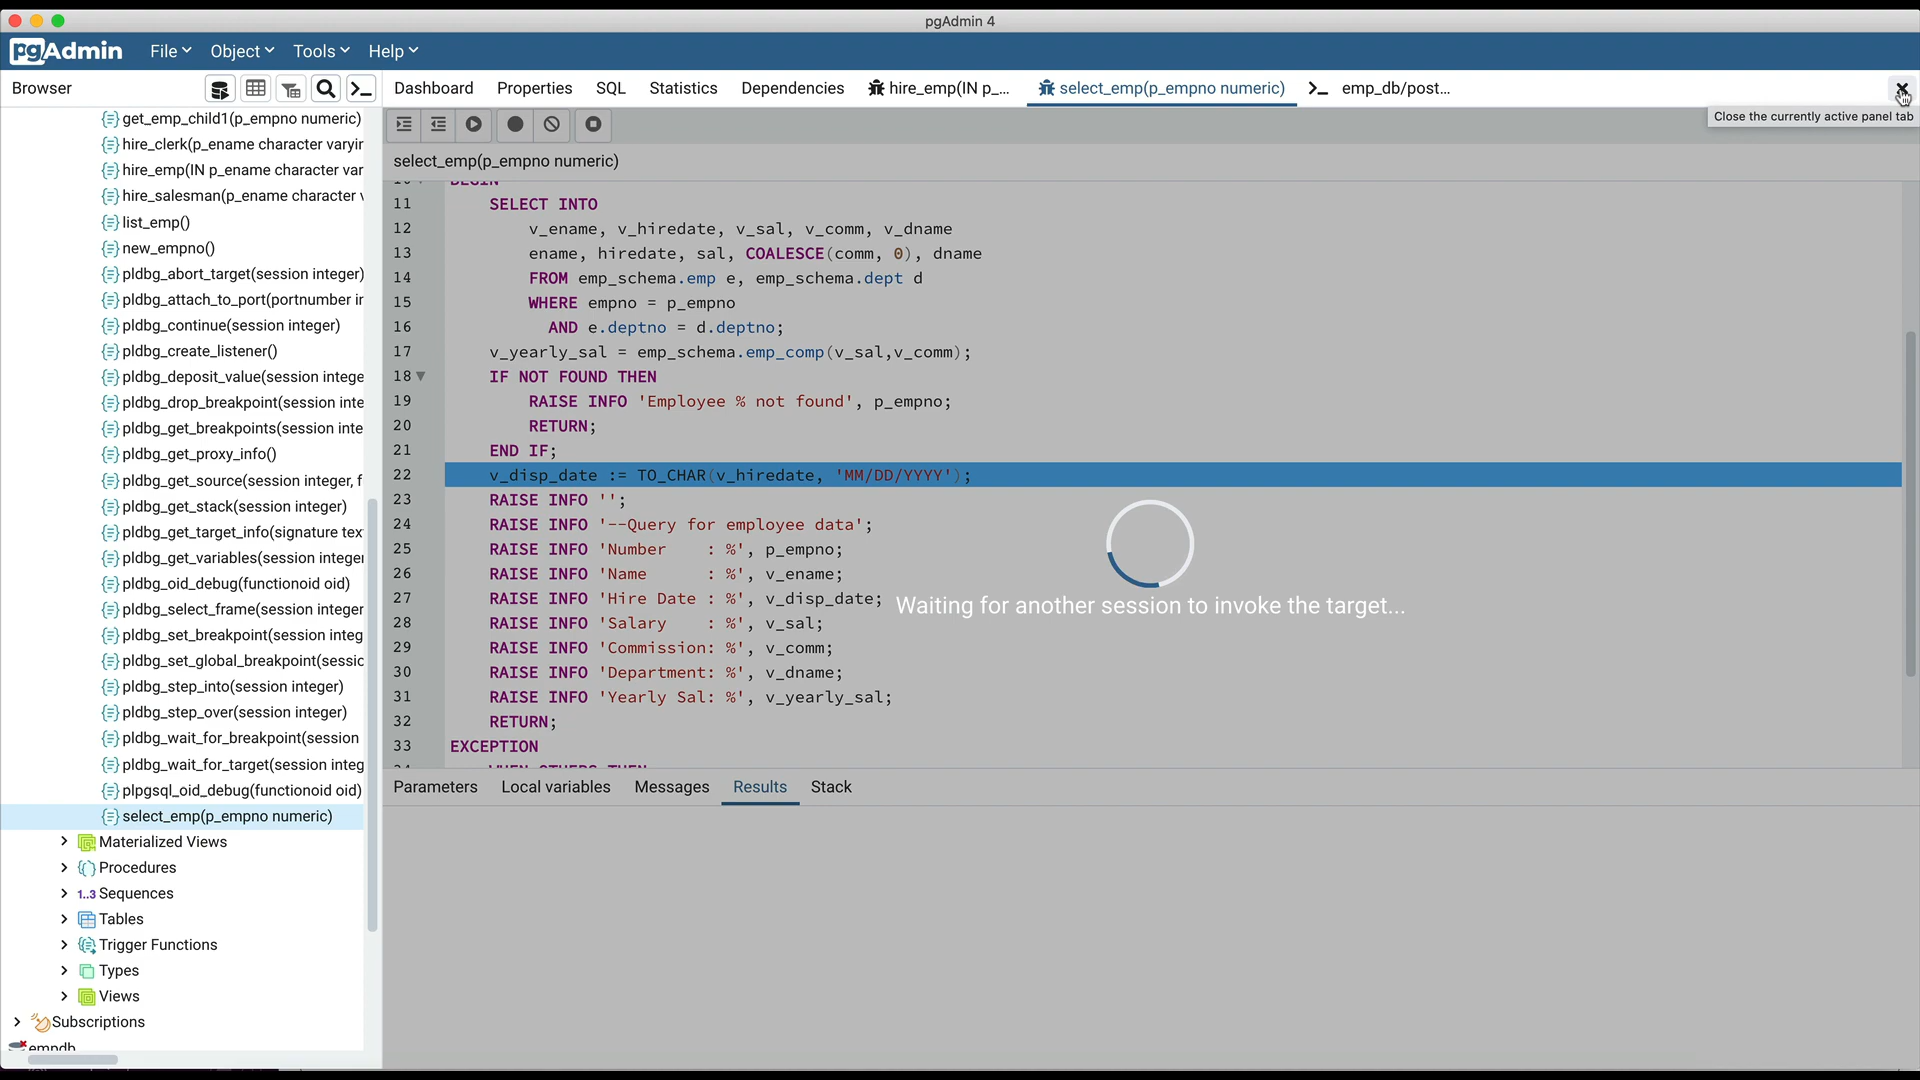 pgAdmin 4
pgAdmin File Object Tools Help
Browser
Dashboard Properties SQL Statistics Dependencies hire_emp(IN p_... select_emp(p_empno numeric) emp_db/post...
Close the currently active panel tab
get_emp_child1(p_empno numeric)
hire_clerk(p_ename character varyin
hire_emp(IN p_ename character var
hire_salesman(p_ename character v
list_emp()
new_empno()
pldbg_abort_target(session integer)
pldbg_attach_to_port(portnumber in
pldbg_continue(session integer)
pldbg_create_listener()
pldbg_deposit_value(session intege
pldbg_drop_breakpoint(session inte
pldbg_get_breakpoints(session inte
pldbg_get_proxy_info()
pldbg_get_source(session integer, f
pldbg_get_stack(session integer)
pldbg_get_target_info(signature tex
pldbg_get_variables(session integer
pldbg_oid_debug(functionoid oid)
pldbg_select_frame(session integer
pldbg_set_breakpoint(session integ
pldbg_set_global_breakpoint(sessio
pldbg_step_into(session integer)
pldbg_step_over(session integer)
pldbg_wait_for_breakpoint(session
pldbg_wait_for_target(session integ
plpgsql_oid_debug(functionoid oid)
select_emp(p_empno numeric)
Materialized Views
Procedures
1..3 Sequences
Tables
Trigger Functions
Types
Views
Subscriptions
empdb
select_emp(p_empno numeric)
10 BEGIN
11 SELECT INTO
12 v_ename, v_hiredate, v_sal, v_comm, v_dname
13 ename, hiredate, sal, COALESCE(comm, 0), dname
14 FROM emp_schema.emp e, emp_schema.dept d
15 WHERE empno = p_empno
16 AND e.deptno = d.deptno;
17 v_yearly_sal = emp_schema.emp_comp(v_sal,v_comm);
18 IF NOT FOUND THEN
19 RAISE INFO 'Employee % not found', p_empno;
20 RETURN;
21 END IF;
22 v_disp_date := TO_CHAR(v_hiredate, 'MM/DD/YYYY');
23 RAISE INFO '';
24 RAISE INFO '--Query for employee data';
25 RAISE INFO 'Number    : %', p_empno;
26 RAISE INFO 'Name      : %', v_ename;
27 RAISE INFO 'Hire Date : %', v_disp_date;
28 RAISE INFO 'Salary    : %', v_sal;
29 RAISE INFO 'Commission: %', v_comm;
30 RAISE INFO 'Department: %', v_dname;
31 RAISE INFO 'Yearly Sal: %', v_yearly_sal;
32 RETURN;
33 EXCEPTION
34 WHEN OTHERS THEN
Waiting for another session to invoke the target...
Parameters Local variables Messages Results Stack